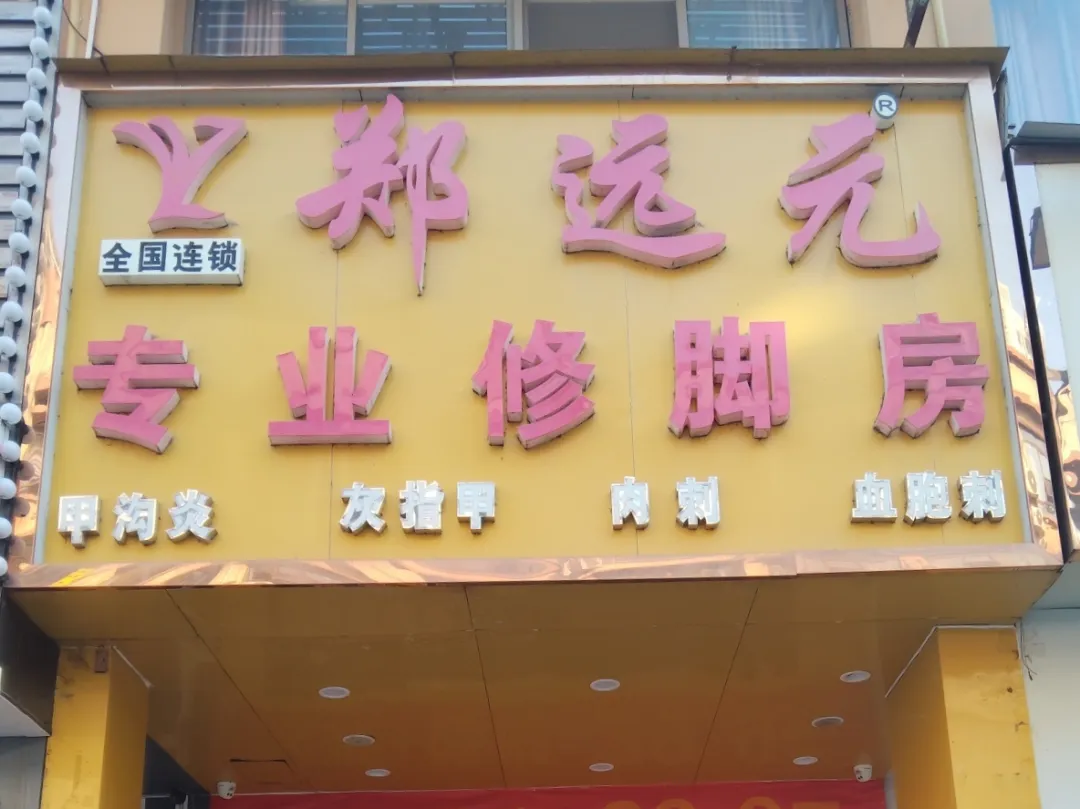 郑远元®
全国连锁
专业修脚房
甲沟炎 灰指甲 肉刺 血胞刺